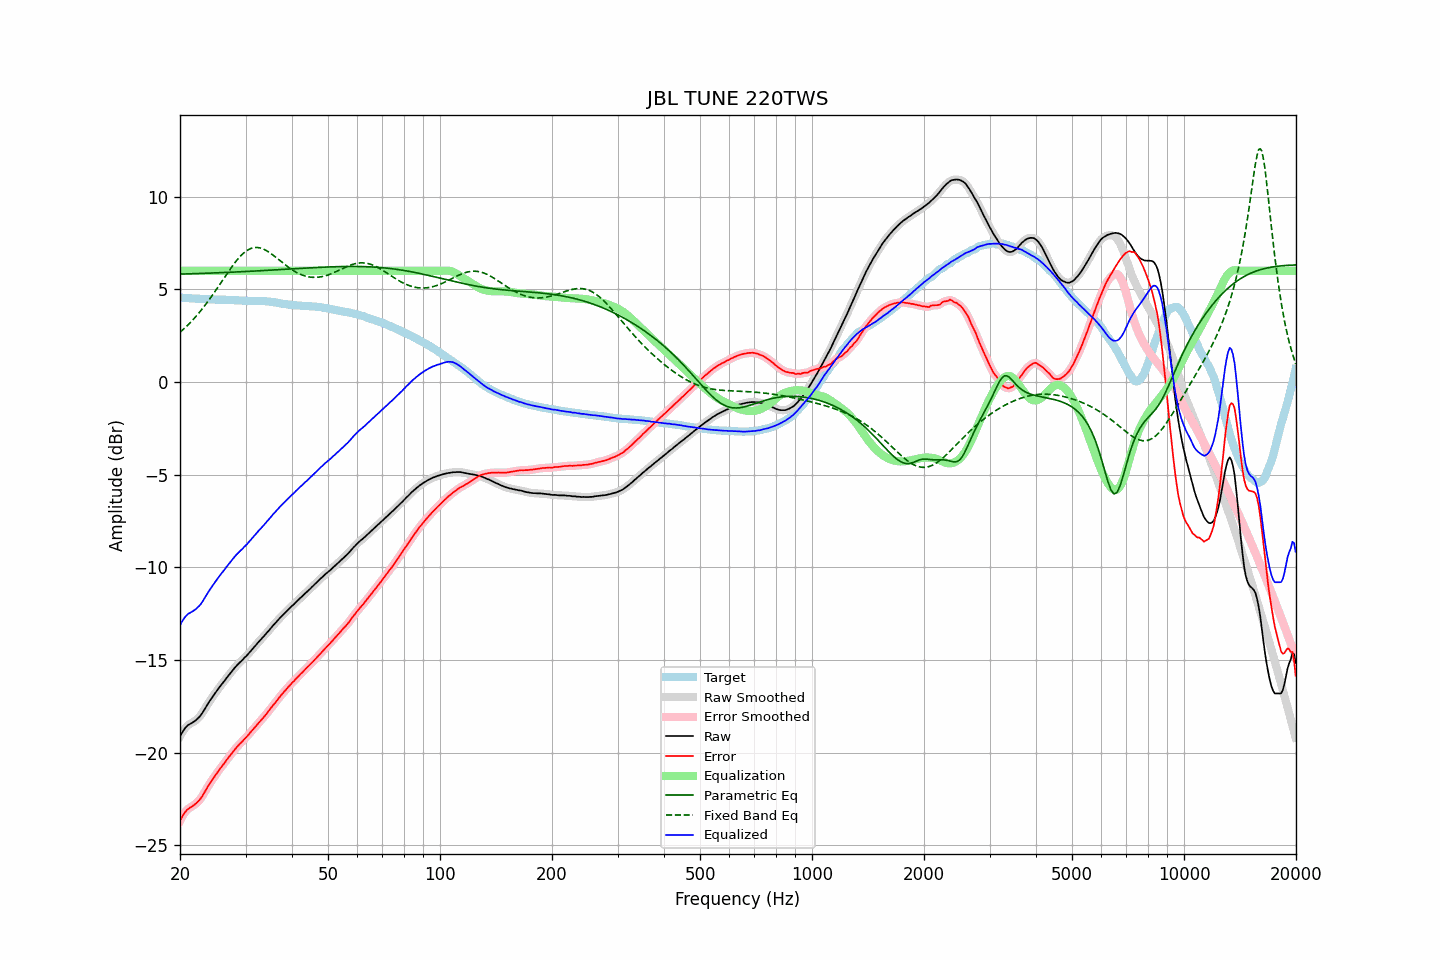 JBL TUNE 220TWS
Amplitude (dBr)
10
5
0
−5
−10
−15
−20
−25
Target
Raw Smoothed
Error Smoothed
Raw
Error
Equalization
Parametric Eq
Fixed Band Eq
Equalized
20 50 100 200 500 1000 2000 5000 10000 20000
Frequency (Hz)